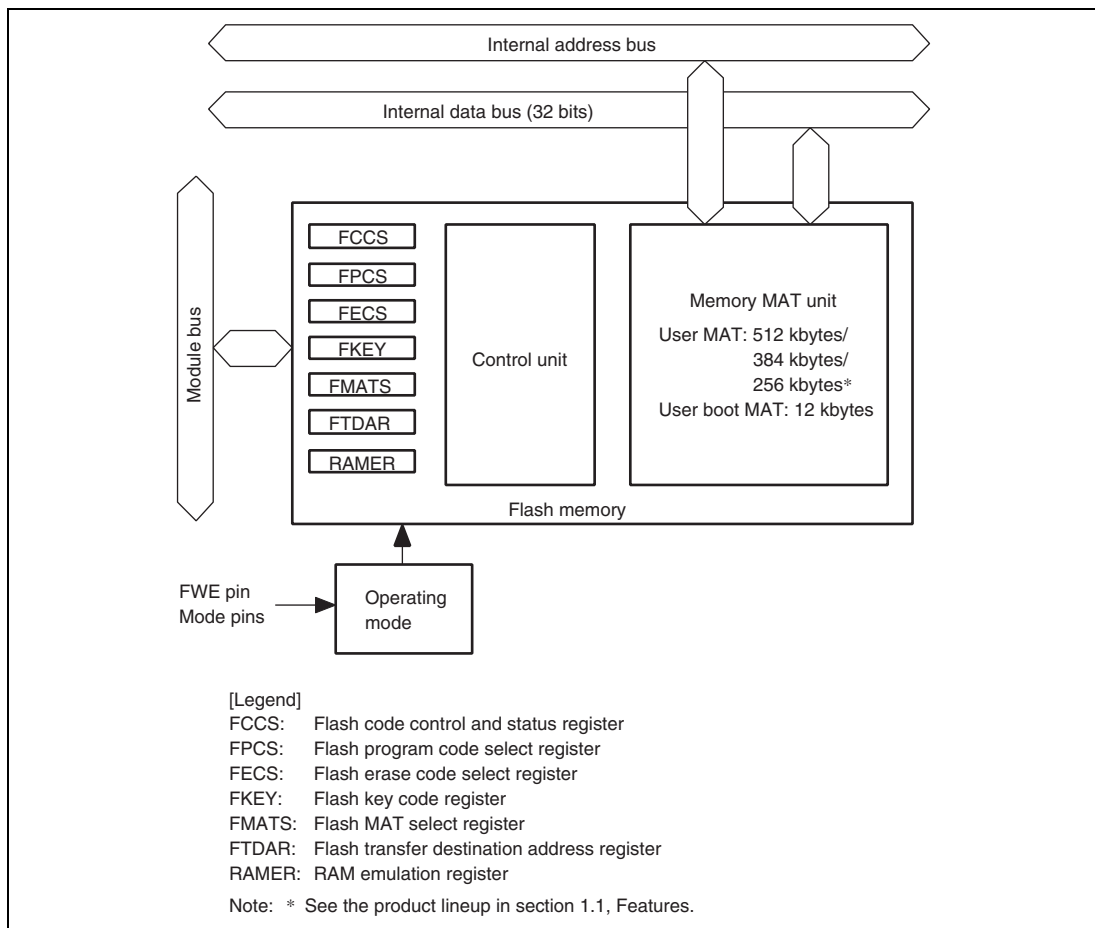 Internal address bus
Internal data bus (32 bits)
Module bus
FCCS
FPCS
FECS
FKEY
FMATS
FTDAR
RAMER
Control unit
Memory MAT unit
User MAT: 512 kbytes/
384 kbytes/
256 kbytes*
User boot MAT: 12 kbytes
Flash memory
FWE pin
Mode pins
Operating
mode
[Legend]
FCCS: Flash code control and status register
FPCS: Flash program code select register
FECS: Flash erase code select register
FKEY: Flash key code register
FMATS: Flash MAT select register
FTDAR: Flash transfer destination address register
RAMER: RAM emulation register
Note: * See the product lineup in section 1.1, Features.